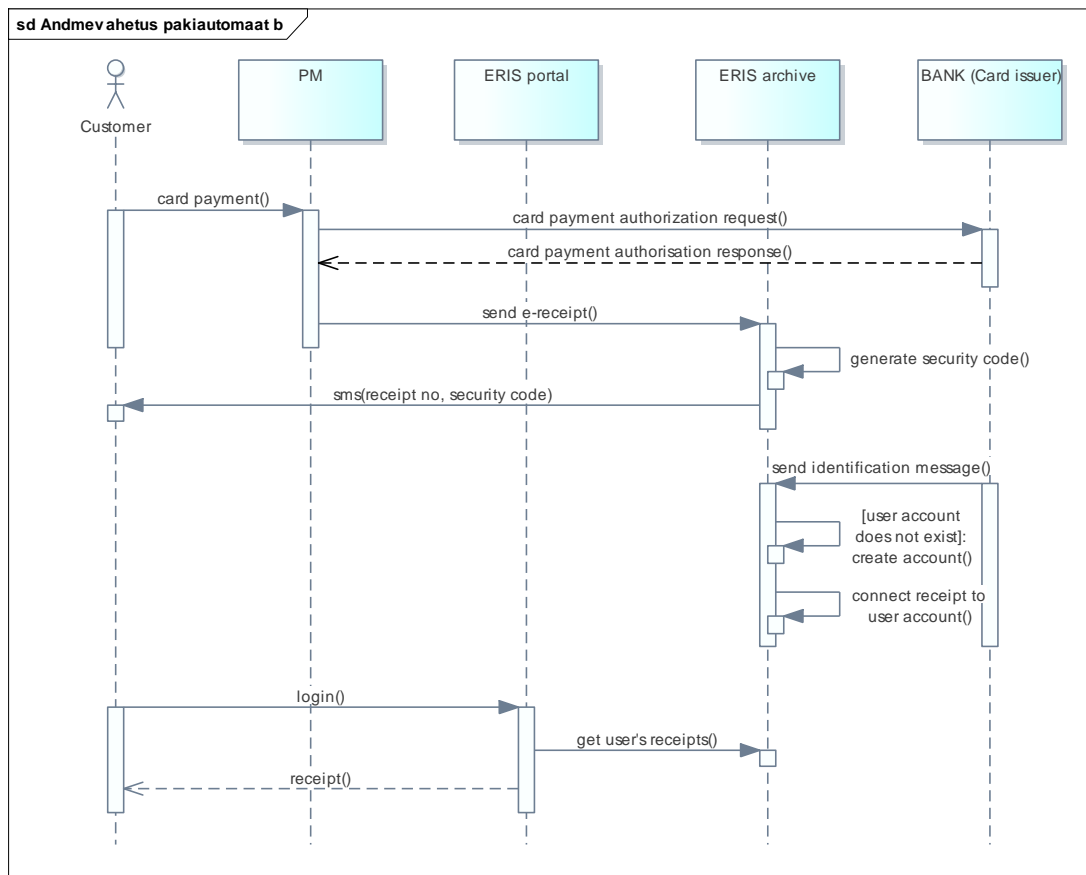 sd Andmevahetus pakiautomaat b
PM
ERIS portal
ERIS archive
BANK (Card issuer)
Customer
card payment()
card payment authorization request()
card payment authorisation response()
send e-receipt()
generate security code()
sms(receipt no, security code)
send identification message()
[user account
does not exist]:
create account()
connect receipt to
user account()
login()
get user's receipts()
receipt()